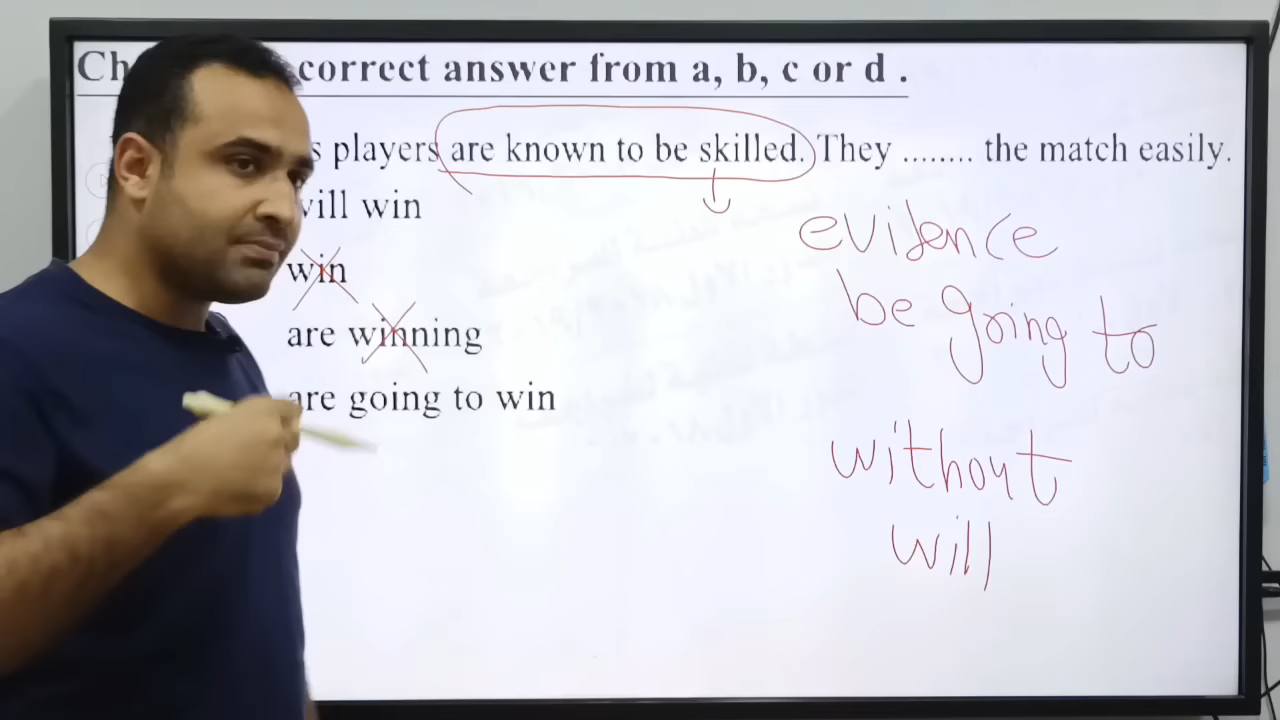 correct answer from a, b, c or d .
players are known to be skilled. They ........ the match easily.
will win
win
are winning
are going to win
evidence
be going to
without
will